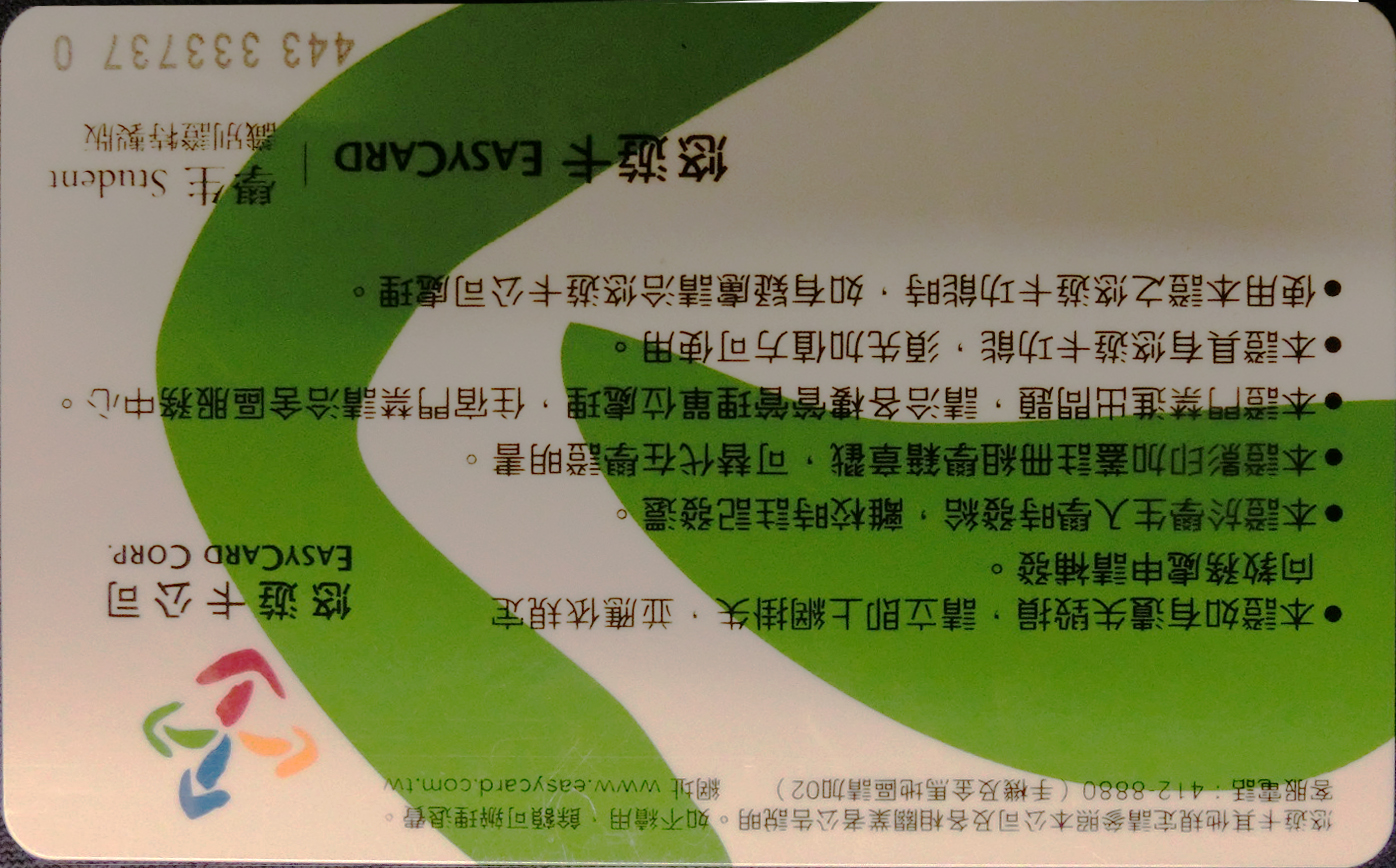 悠遊卡其他規定請參照本公司及各相關業者公告說明。如不續用，餘額可辦理退費。
客服電話：412-8880（手機及金馬地區請加02） 網址 www.easycard.com.tw
●本證如有遺失毀損，請立即上網掛失，並應依規定
向教務處申請補發。
●本證於學生入學時發給，離校時註記發還。
●本證影印加蓋註冊組學籍章戳，可替代在學證明書。
●本證門禁進出問題，請洽各樓管管理單位處理，住宿門禁請洽舍區服務中心。
●本證具有悠遊卡功能，須先加值方可使用。
●使用本證之悠遊卡功能時，如有疑慮請洽悠遊卡公司處理。
悠遊卡公司
EASYCARD CORP.
悠遊卡 EASYCARD
學生 Student
識別證特製版
443 333737 0